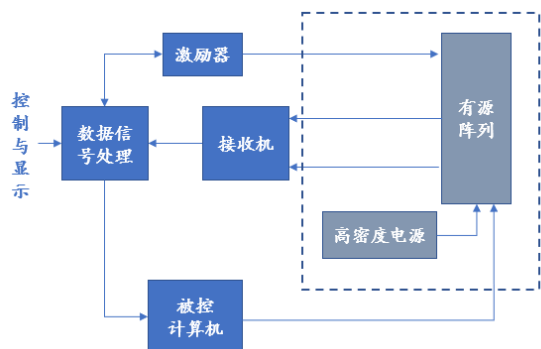 激励器
控制与显示
数据信
号处理
接收机
有源
阵列
高密度电源
被控
计算机